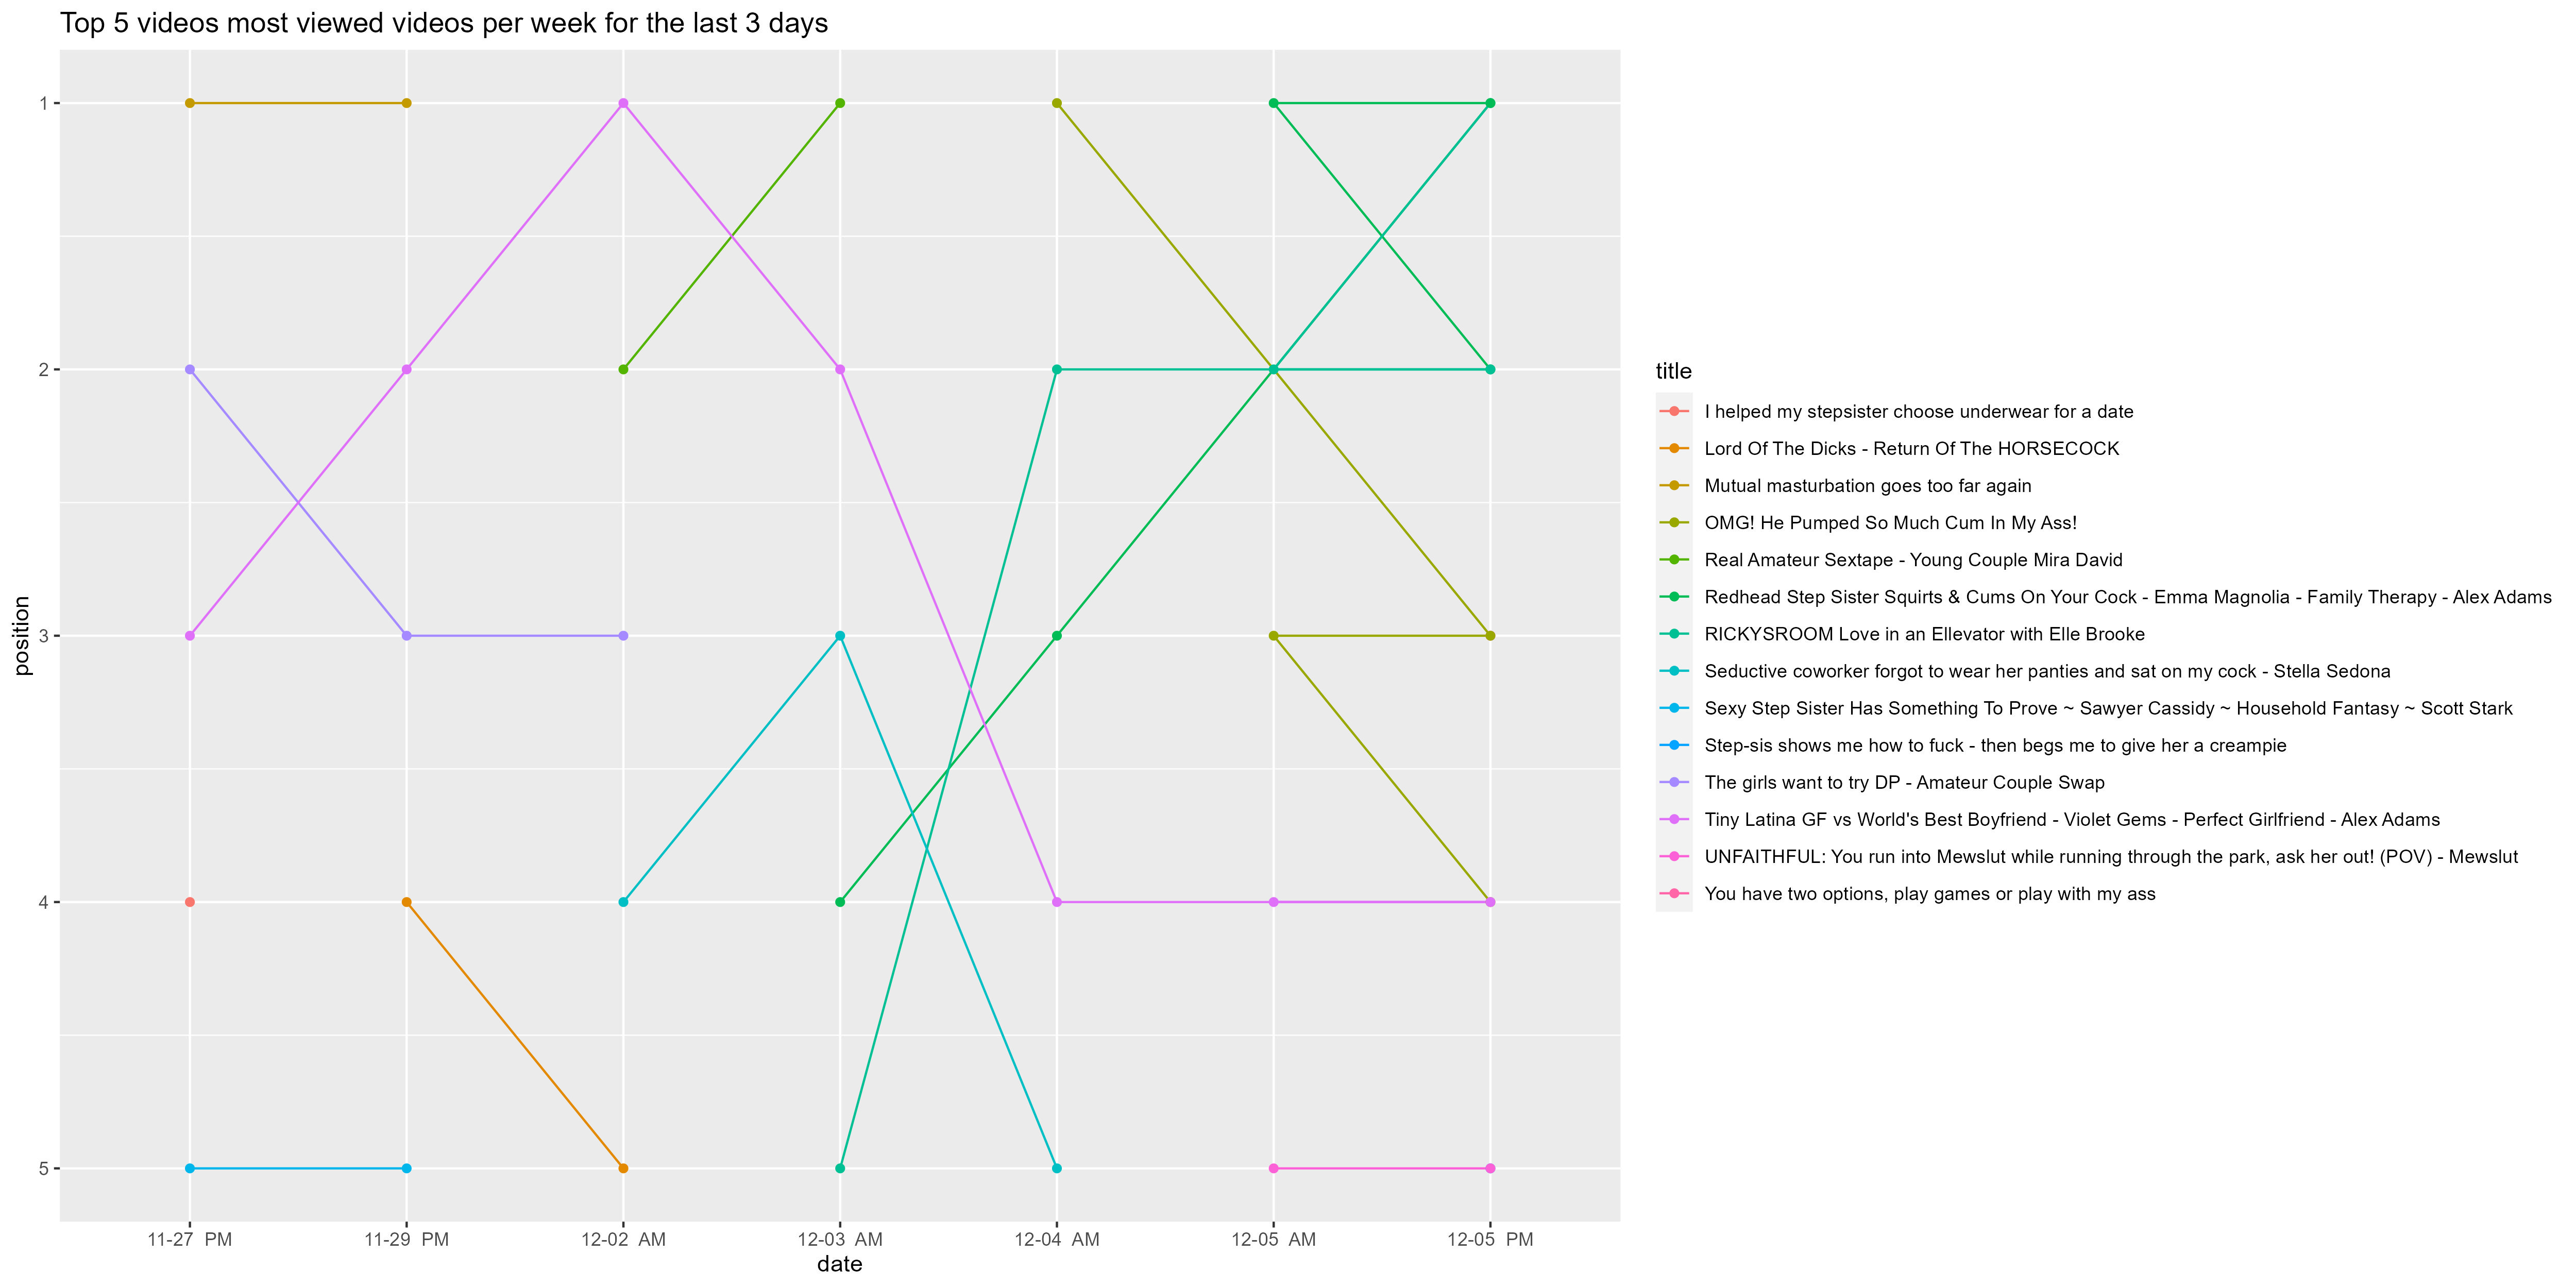 Top 5 videos most viewed videos per week for the last 3 days
1
2
3
4
5
position
11-27 PM
11-29 PM
12-02 AM
12-03 AM
12-04 AM
12-05 AM
12-05 PM
date
title
I helped my stepsister choose underwear for a date
Lord Of The Dicks - Return Of The HORSECOCK
Mutual masturbation goes too far again
OMG! He Pumped So Much Cum In My Ass!
Real Amateur Sextape - Young Couple Mira David
Redhead Step Sister Squirts & Cums On Your Cock - Emma Magnolia - Family Therapy - Alex Adams
RICKYSROOM Love in an Ellevator with Elle Brooke
Seductive coworker forgot to wear her panties and sat on my cock - Stella Sedona
Sexy Step Sister Has Something To Prove ~ Sawyer Cassidy ~ Household Fantasy ~ Scott Stark
Step-sis shows me how to fuck - then begs me to give her a creampie
The girls want to try DP - Amateur Couple Swap
Tiny Latina GF vs World's Best Boyfriend - Violet Gems - Perfect Girlfriend - Alex Adams
UNFAITHFUL: You run into Mewslut while running through the park, ask her out! (POV) - Mewslut
You have two options, play games or play with my ass